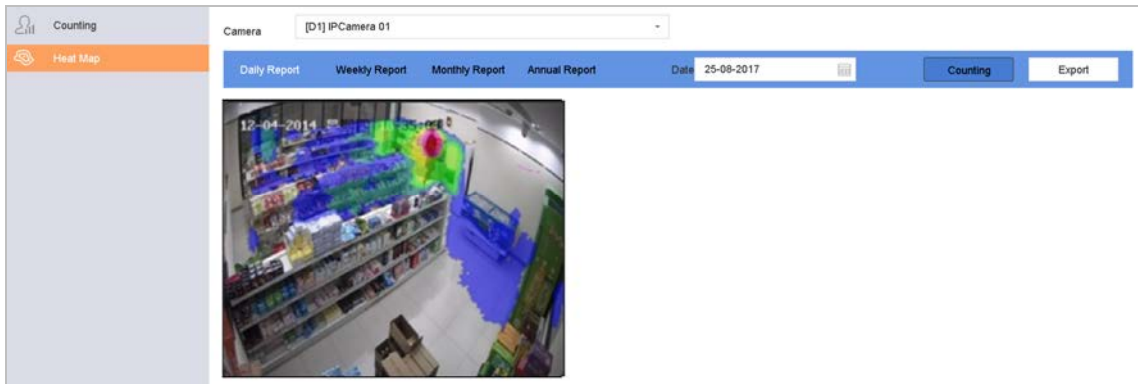 Counting
Camera [D1] IPCamera 01
Heat Map
Daily Report Weekly Report Monthly Report Annual Report Date 25-08-2017 Counting Export
12-04-2014